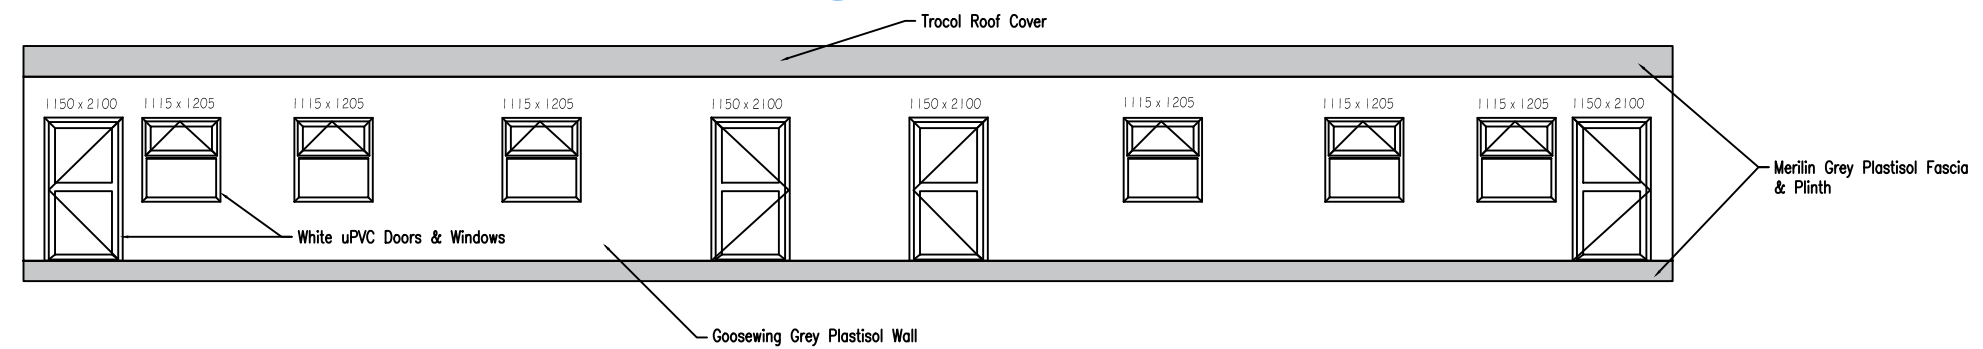 Trocol Roof Cover
1150 x 2100
1115 x 1205
1115 x 1205
1115 x 1205
1150 x 2100
1150 x 2100
1115 x 1205
1115 x 1205
1115 x 1205
1150 x 2100
Merilin Grey Plastisol Fascia
& Plinth
White uPVC Doors & Windows
Goosewing Grey Plastisol Wall